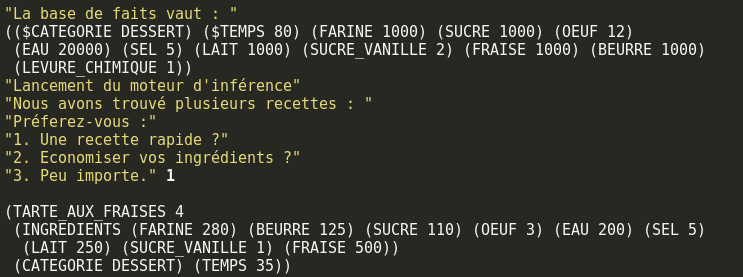 "La base de faits vaut : "
(($CATEGORIE DESSERT) ($TEMPS 80) (FARINE 1000) (SUCRE 1000) (OEUF 12)
(EAU 20000) (SEL 5) (LAIT 1000) (SUCRE_VANILLE 2) (FRAISE 1000) (BEURRE 1000)
(LEVURE_CHIMIQUE 1))
"Lancement du moteur d'inférence"
"Nous avons trouvé plusieurs recettes : "
"Préferez-vous :"
"1. Une recette rapide ?"
"2. Economiser vos ingrédients ?"
"3. Peu importe." 1
(TARTE_AUX_FRAISES 4
(INGREDIENTS (FARINE 280) (BEURRE 125) (SUCRE 110) (OEUF 3) (EAU 200) (SEL 5)
(LAIT 250) (SUCRE_VANILLE 1) (FRAISE 500))
(CATEGORIE DESSERT) (TEMPS 35))